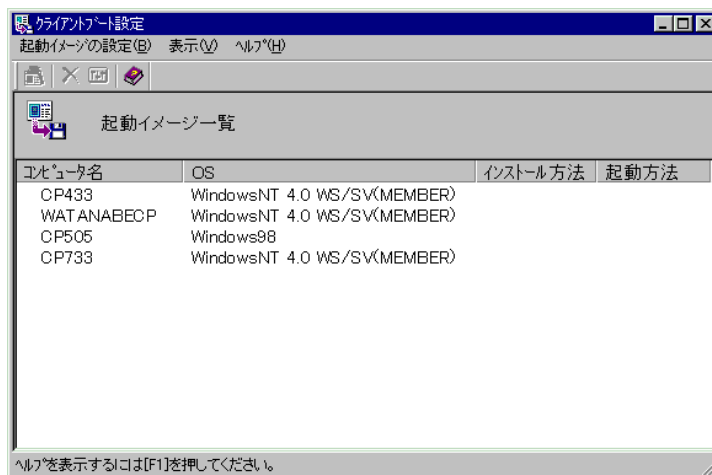 クライアントブート設定
起動イメージの設定(B) 表示(V) ヘルプ(H)
起動イメージ一覧
コンピュータ名 OS インストール方法 起動方法
CP433 WindowsNT 4.0 WS/SV(MEMBER)
WATANABECP WindowsNT 4.0 WS/SV(MEMBER)
CP505 Windows98
CP733 WindowsNT 4.0 WS/SV(MEMBER)
ヘルプを表示するには[F1]を押してください。